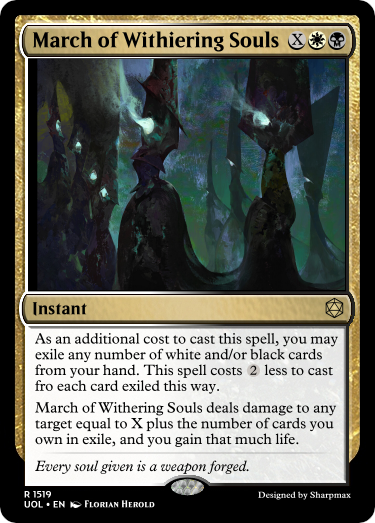 March of Withiering Souls X
Instant
As an additional cost to cast this spell, you may
exile any number of white and/or black cards
from your hand. This spell costs 2 less to cast
fro each card exiled this way.
March of Withering Souls deals damage to any
target equal to X plus the number of cards you
own in exile, and you gain that much life.
Every soul given is a weapon forged.
R 1519
UOL • EN Florian Herold
Designed by Sharpmax